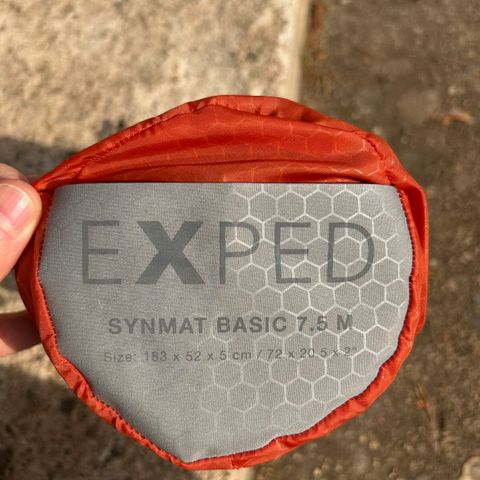 EXPED
SYNMAT BASIC 7.5 M
Size: 183 x 52 x 5 cm / 72 x 20.5 x 2"